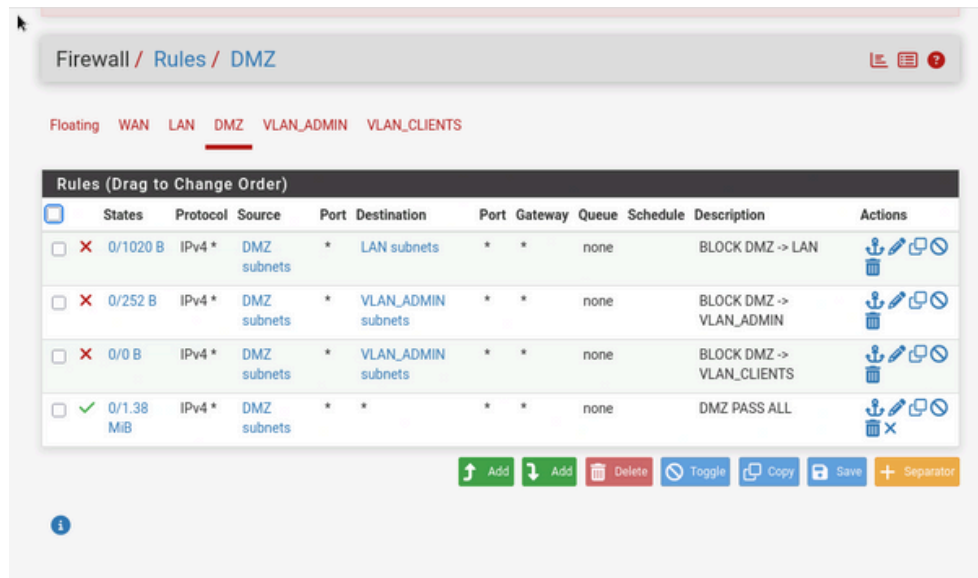 Firewall / Rules / DMZ
Floating WAN LAN DMZ VLAN_ADMIN VLAN_CLIENTS
Rules (Drag to Change Order)
States Protocol Source Port Destination Port Gateway Queue Schedule Description Actions
0/1020 B IPv4 * DMZ * LAN subnets * * none BLOCK DMZ -> LAN
subnets
0/252 B IPv4 * DMZ * VLAN_ADMIN * * none BLOCK DMZ ->
subnets subnets VLAN_ADMIN
0/0 B IPv4 * DMZ * VLAN_ADMIN * * none BLOCK DMZ ->
subnets subnets VLAN_CLIENTS
0/1.38 IPv4 * DMZ * * * * none DMZ PASS ALL
MiB subnets
Add Add Delete Toggle Copy Save Separator